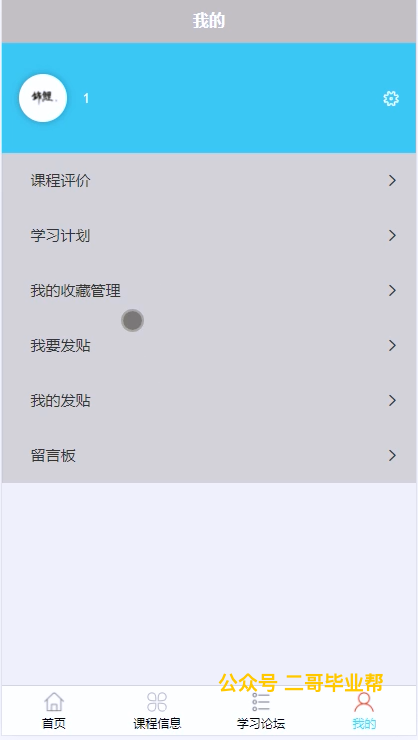 我的
锦鲤
1
课程评价
学习计划
我的收藏管理
我要发贴
我的发贴
留言板
公众号 二哥毕业帮
首页
课程信息
学习论坛
我的